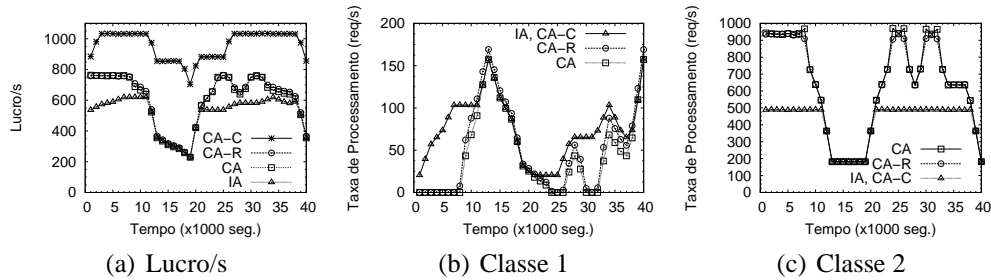 Lucro/s
1000
800
600
400
200
0
CA-C
CA-R
CA
IA
0 5 10 15 20 25 30 35 40
Tempo (x1000 seg.)
(a) Lucro/s
Taxa de Processamento (req/s)
200
150
100
50
0
IA, CA-C
CA-R
CA
0 5 10 15 20 25 30 35 40
Tempo (x1000 seg.)
(b) Classe 1
Taxa de Processamento (req/s)
1000
900
800
700
600
500
400
300
200
100
0
CA
CA-R
IA, CA-C
0 5 10 15 20 25 30 35 40
Tempo (x1000 seg.)
(c) Classe 2